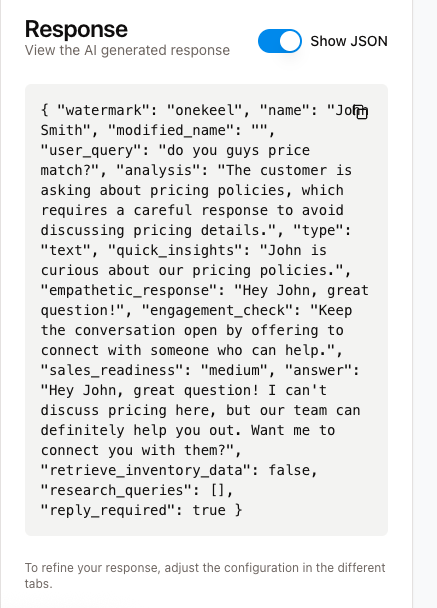 Response
View the AI generated response
Show JSON
{ "watermark": "onekeel", "name": "John
Smith", "modified_name": "",
"user_query": "do you guys price
match?", "analysis": "The customer is
asking about pricing policies, which
requires a careful response to avoid
discussing pricing details.", "type":
"text", "quick_insights": "John is
curious about our pricing policies.",
"empathetic_response": "Hey John, great
question!", "engagement_check": "Keep
the conversation open by offering to
connect with someone who can help.",
"sales_readiness": "medium", "answer":
"Hey John, great question! I can't
discuss pricing here, but our team can
definitely help you out. Want me to
connect you with them?",
"retrieve_inventory_data": false,
"research_queries": [],
"reply_required": true }
To refine your response, adjust the configuration in the different
tabs.